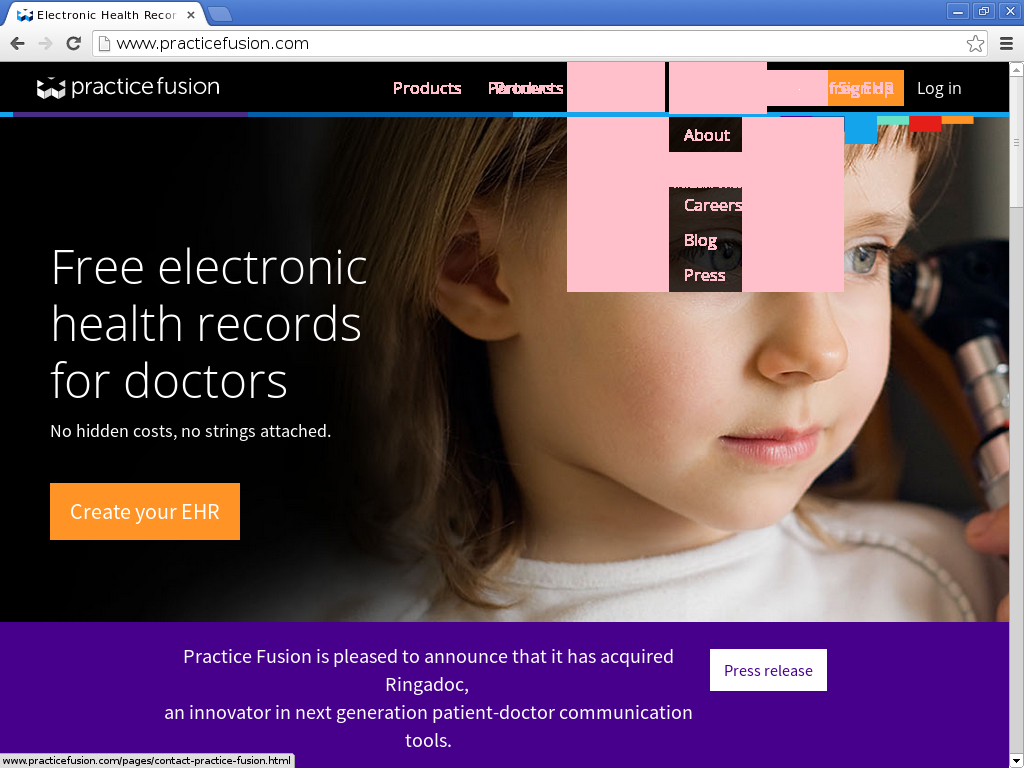 Electronic Health Recor
www.practicefusion.com
practice fusion
Products
Products
Log in
About
Careers
Blog
Press
Free electronic
health records
for doctors
No hidden costs, no strings attached.
Create your EHR
Practice Fusion is pleased to announce that it has acquired
Ringadoc,
an innovator in next generation patient-doctor communication
tools.
Press release
www.practicefusion.com/pages/contact-practice-fusion.html